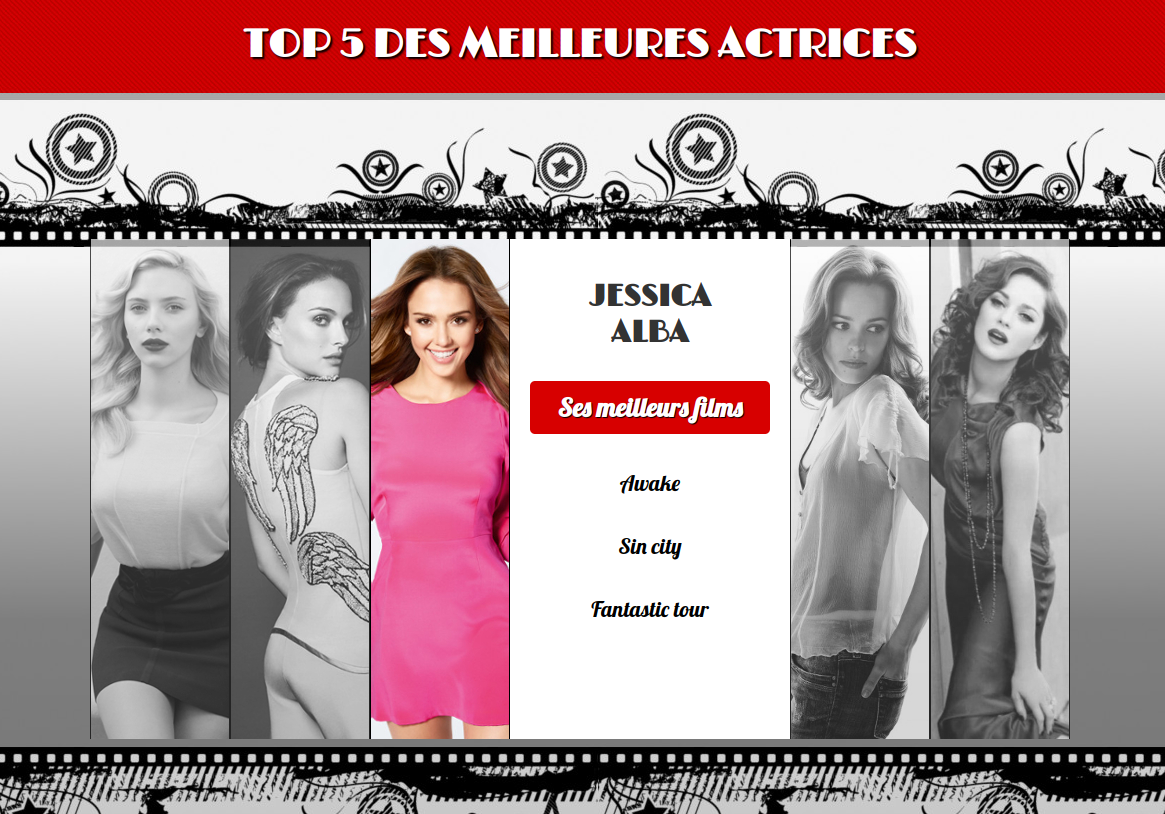 TOP 5 DES MEILLEURES ACTRICES
JESSICA
ALBA
Ses meilleurs films
Awake
Sin city
Fantastic tour